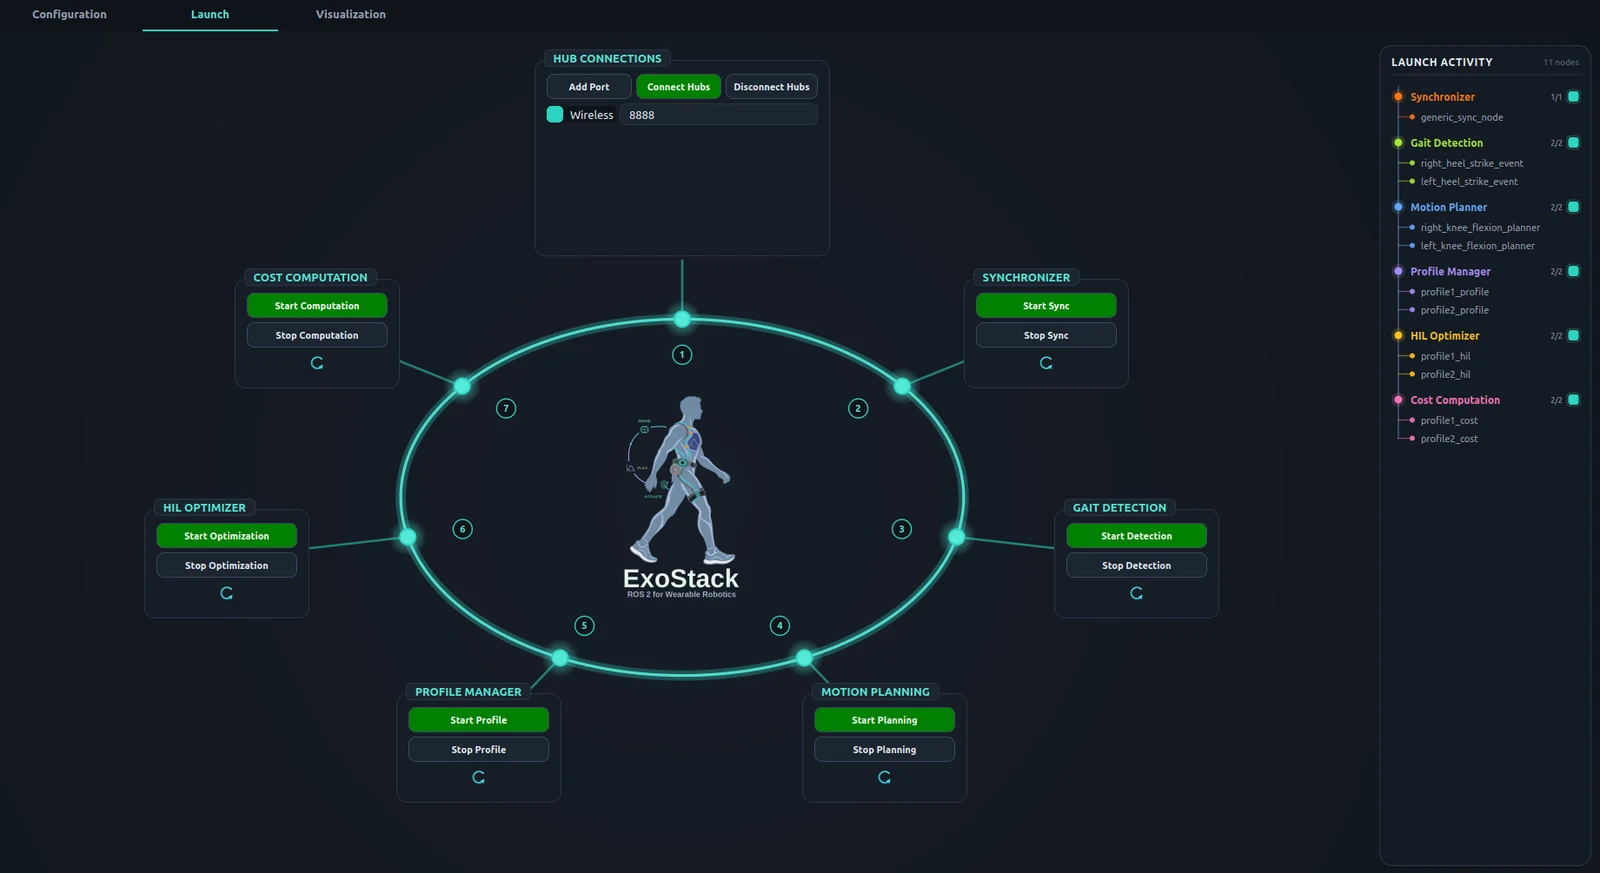 Configuration
Launch
Visualization
HUB CONNECTIONS
Add Port
Connect Hubs
Disconnect Hubs
Wireless
8888
COST COMPUTATION
Start Computation
Stop Computation
SYNCHRONIZER
Start Sync
Stop Sync
1
7
2
HIL OPTIMIZER
Start Optimization
Stop Optimization
6
3
GAIT DETECTION
Start Detection
Stop Detection
PLAN
ACTUATE
ExoStack
ROS 2 for Wearable Robotics
5
4
PROFILE MANAGER
Start Profile
Stop Profile
MOTION PLANNING
Start Planning
Stop Planning
LAUNCH ACTIVITY
11 nodes
Synchronizer
1/1
generic_sync_node
Gait Detection
2/2
right_heel_strike_event
left_heel_strike_event
Motion Planner
2/2
right_knee_flexion_planner
left_knee_flexion_planner
Profile Manager
2/2
profile1_profile
profile2_profile
HIL Optimizer
2/2
profile1_hil
profile2_hil
Cost Computation
2/2
profile1_cost
profile2_cost